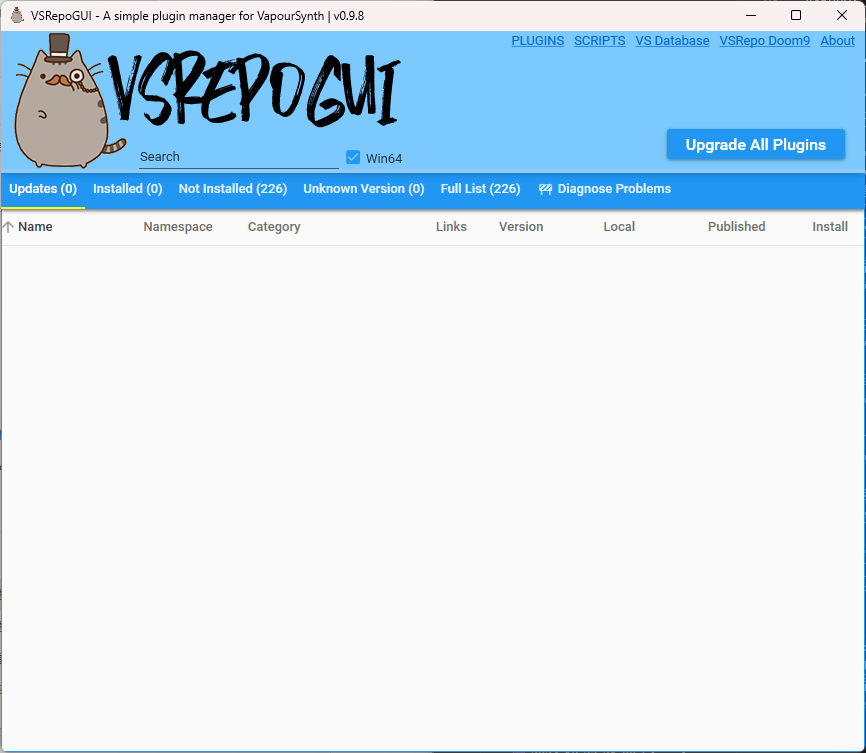 VSRepoGUI - A simple plugin manager for VapourSynth | v0.9.8
PLUGINS SCRIPTS VS Database VSRepo Doom9 About
VSREPOGUI
Upgrade All Plugins
Search Win64
Updates (0) Installed (0) Not Installed (226) Unknown Version (0) Full List (226) Diagnose Problems
Name Namespace Category Links Version Local Published Install